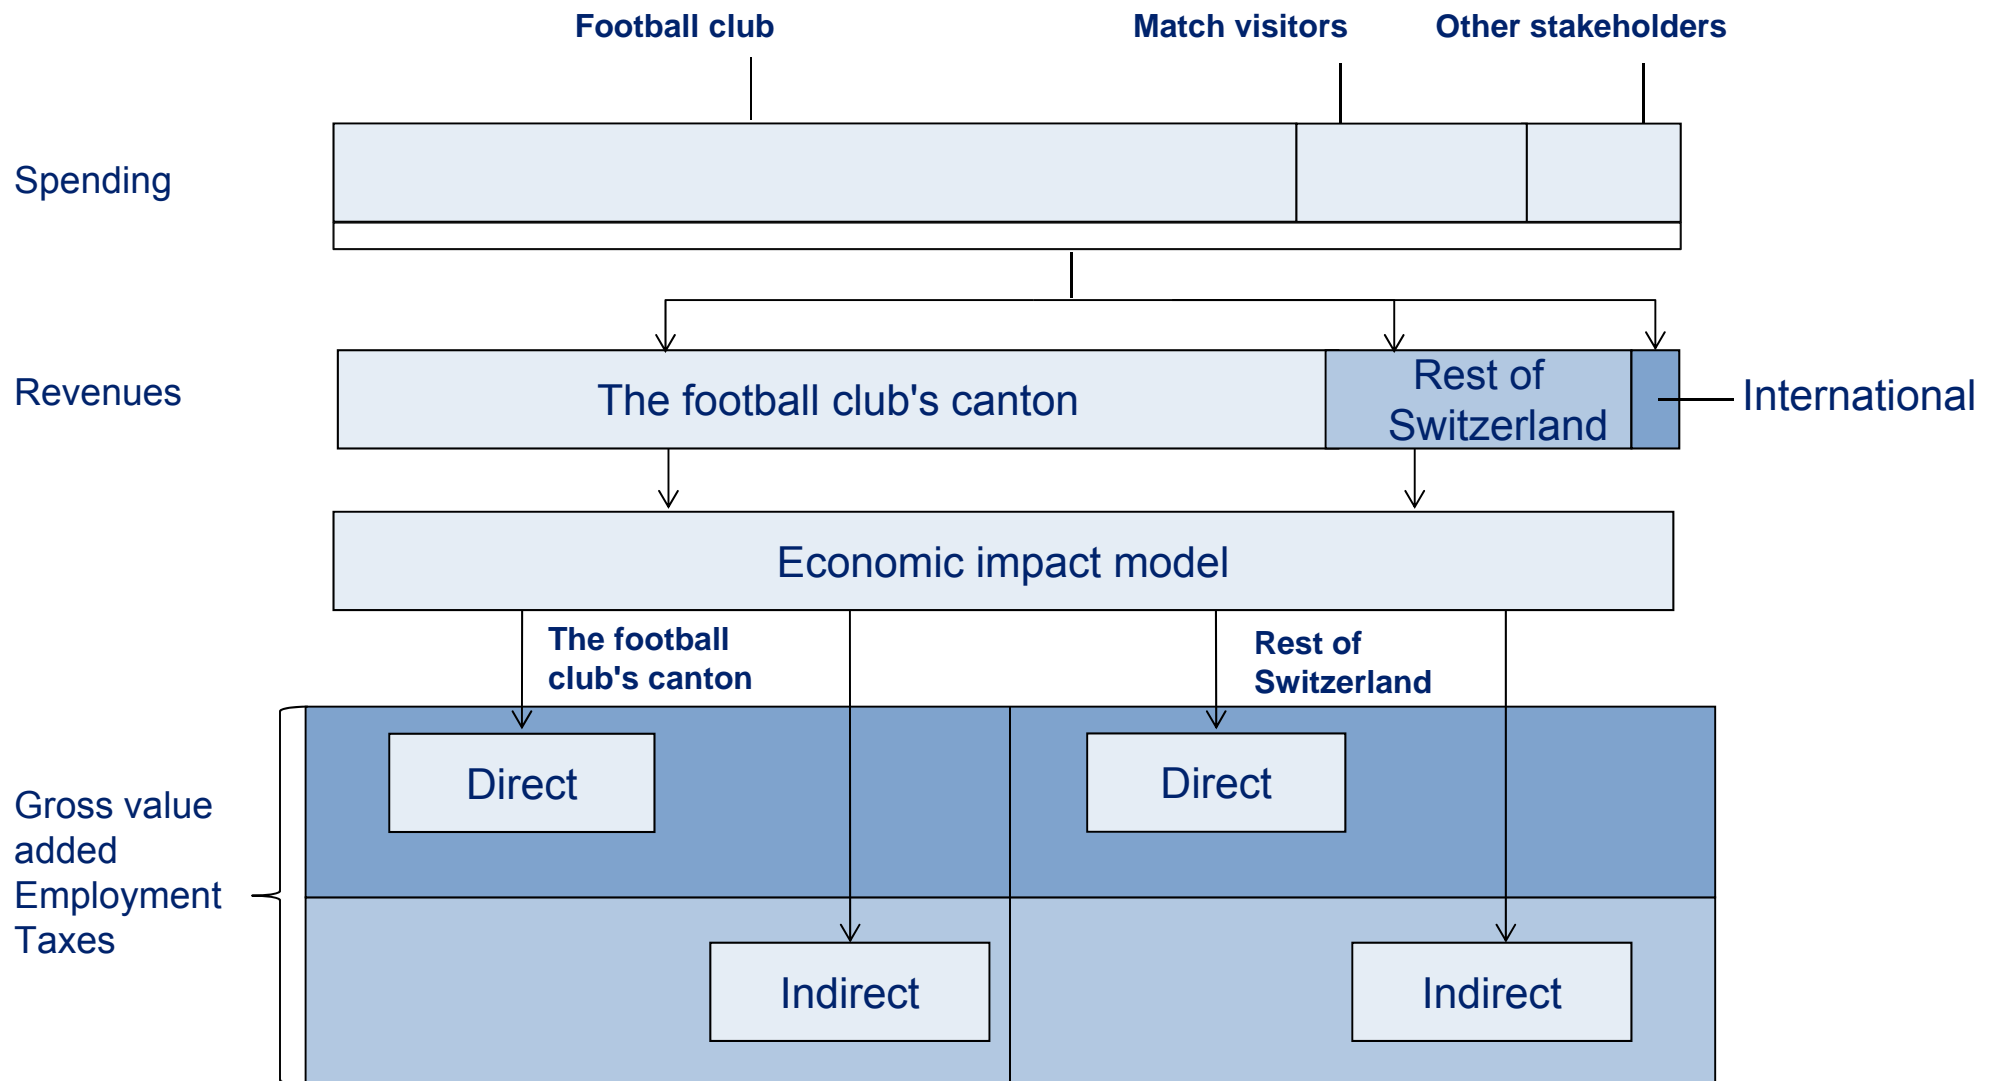 Football club
Match visitors
Other stakeholders
Spending
Revenues
The football club's canton
Rest of
Switzerland
International
Economic impact model
The football
club's canton
Rest of
Switzerland
Direct
Direct
Gross value
added
Employment
Taxes
Indirect
Indirect